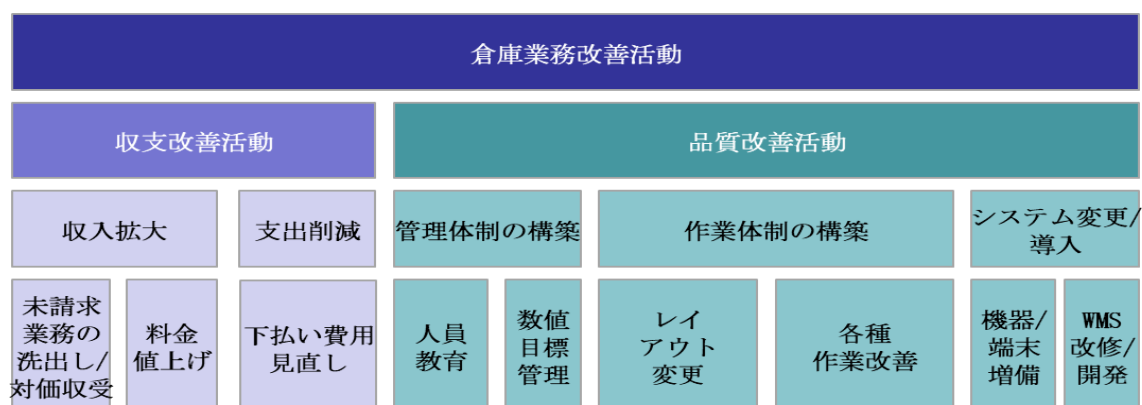 倉庫業務改善活動
収支改善活動
品質改善活動
収入拡大
支出削減
管理体制の構築
作業体制の構築
システム変更/
導入
未請求
業務の
洗出し/
対価収受
料金
値上げ
下払い費用
見直し
人員
教育
数値
目標
管理
レイ
アウト
変更
各種
作業改善
機器/
端末
増備
WMS
改修/
開発